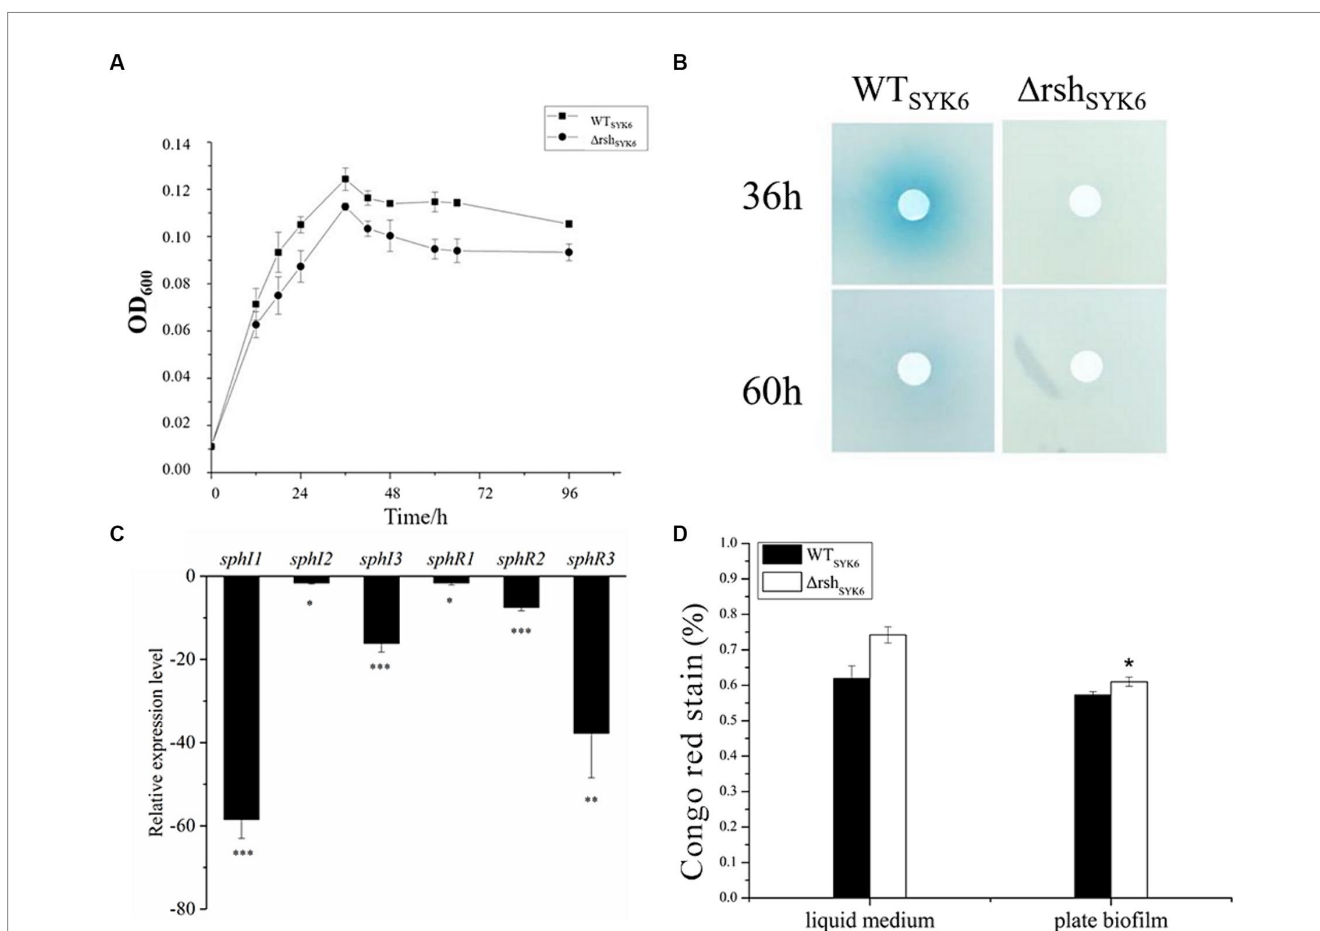 A
WTSYK6
ΔrshSYK6
0.14
0.12
0.10
0.08
0.06
0.04
0.02
0.00
OD600
0 24 48 72 96
Time/h
B
WTSYK6 ΔrshSYK6
36h
60h
C
sphI1 sphI2 sphI3 sphR1 sphR2 sphR3
0
-20
-40
-60
-80
Relative expression level
*** * *** * *** **
D
WTSYK6
ΔrshSYK6
1.0
0.9
0.8
0.7
0.6
0.5
0.4
0.3
0.2
0.1
0.0
Congo red stain (%)
*
liquid medium plate biofilm